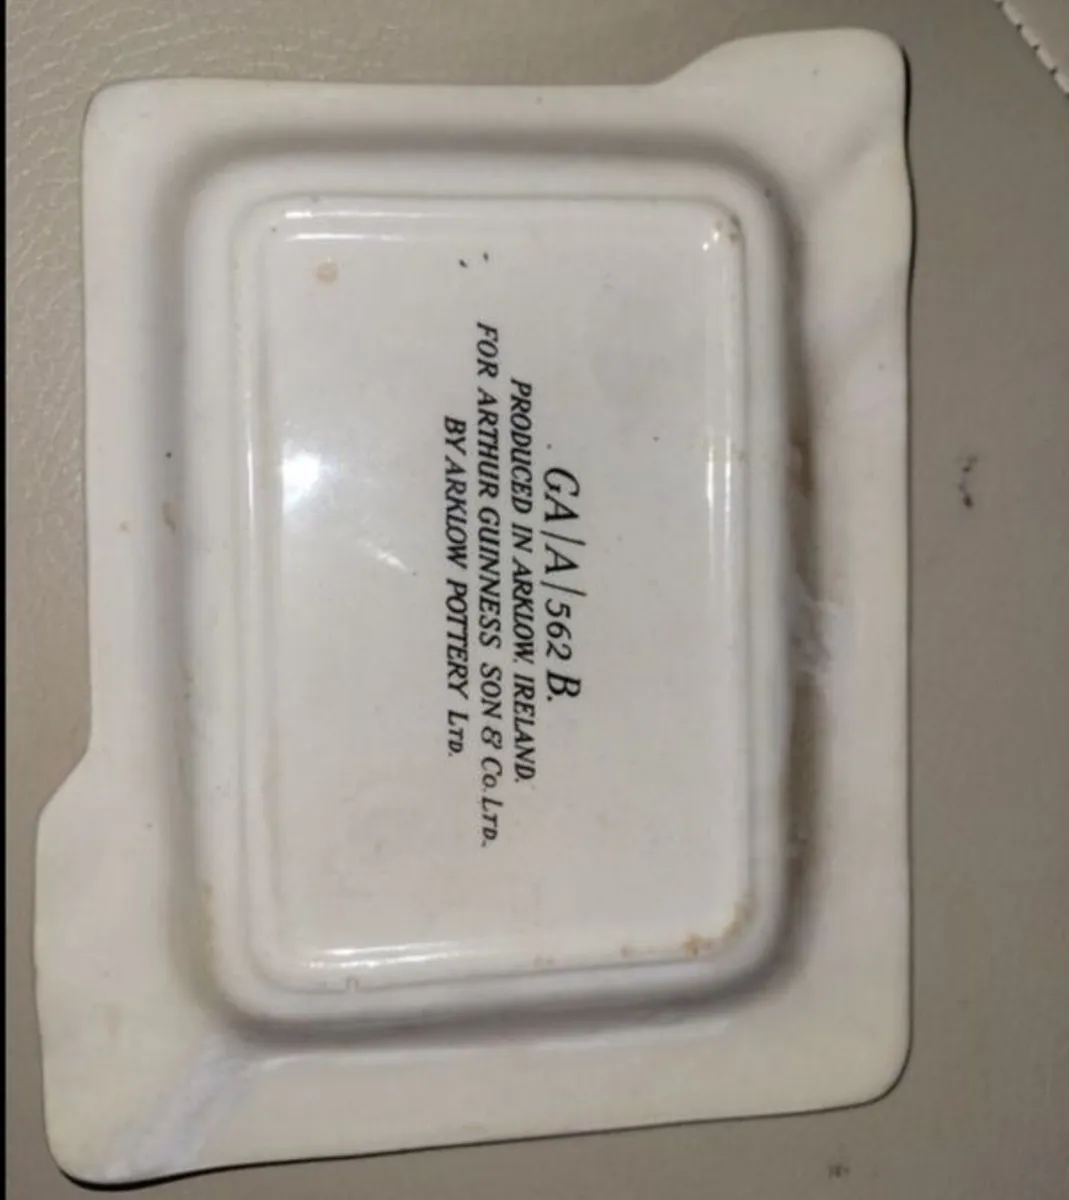 GA/A/562 B.
PRODUCED IN ARKLOW. IRELAND.
FOR ARTHUR GUINNESS SON & Co. LTD.
BY ARKLOW POTTERY LTD.